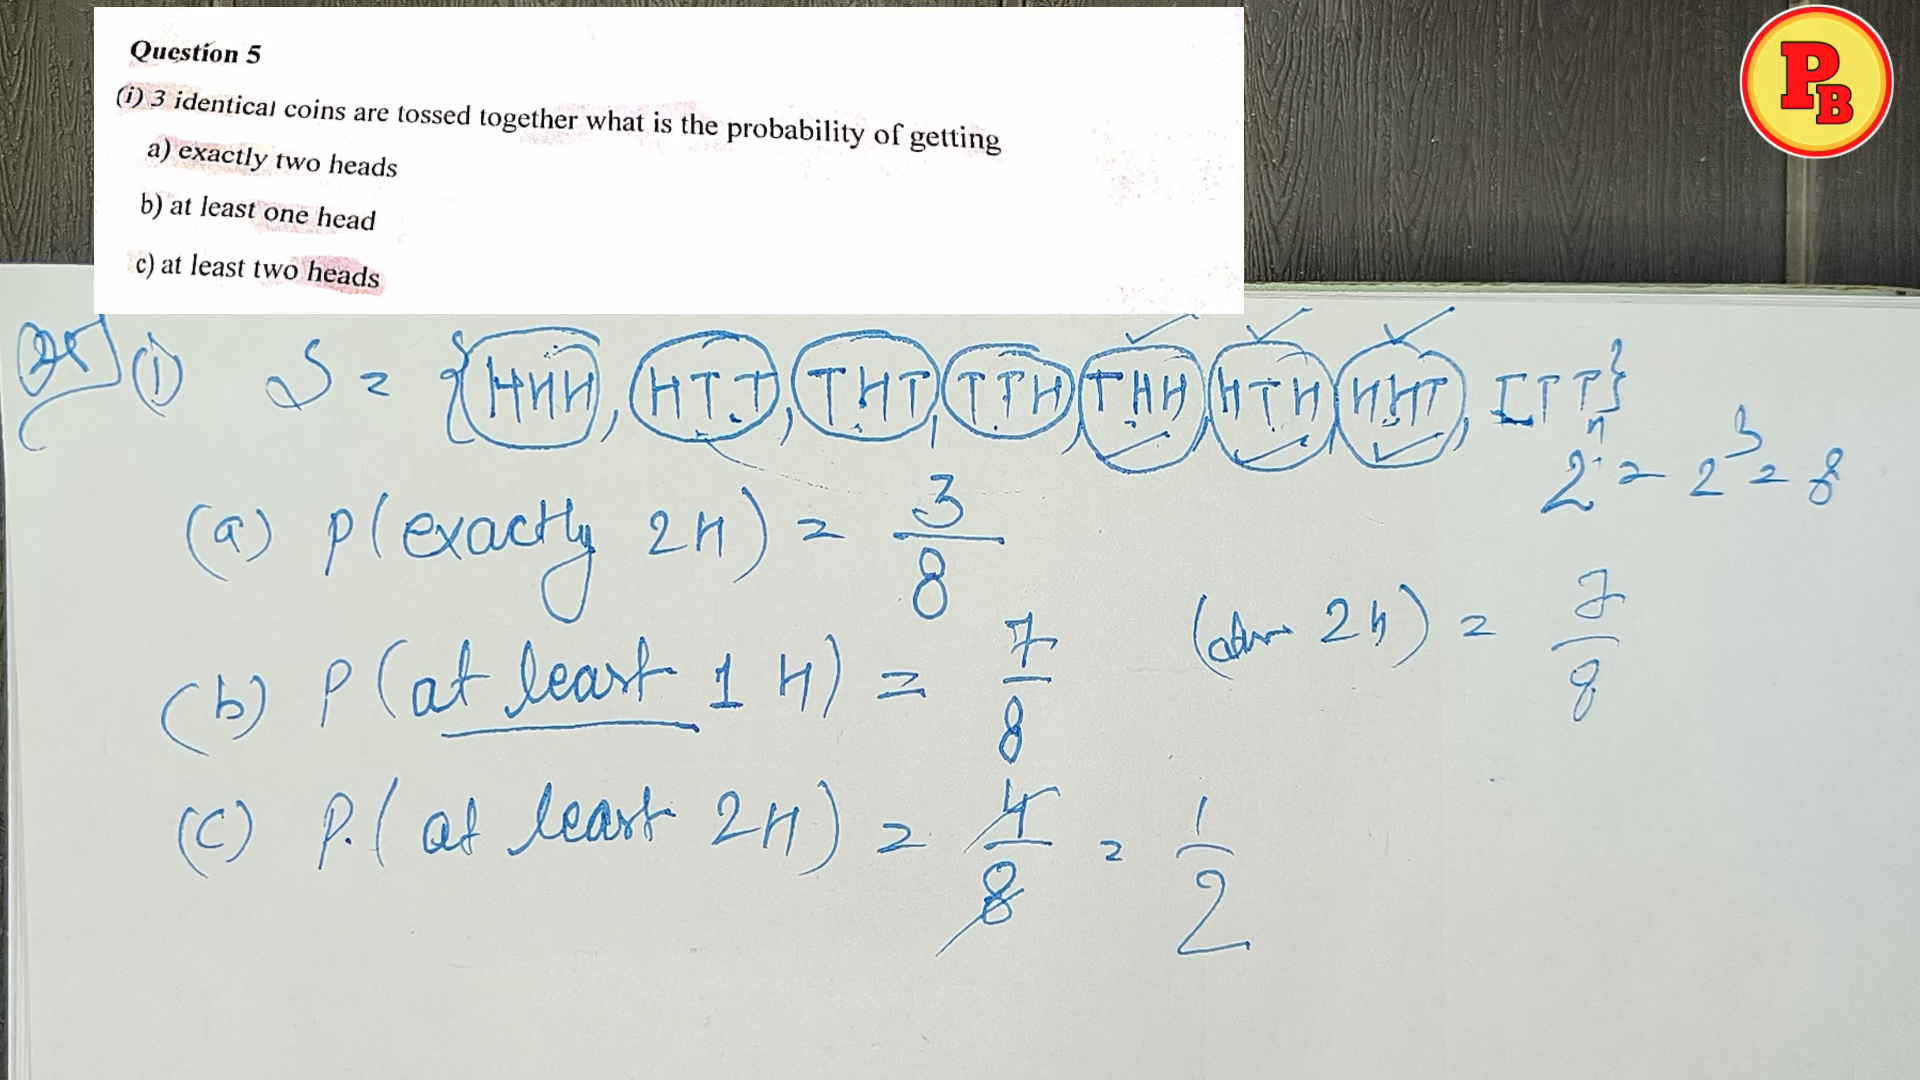 Question 5
(i) 3 identical coins are tossed together what is the probability of getting
a) exactly two heads
b) at least one head
c) at least two heads
PB
(i) S = {HHH, HTT, THT, TTH, THH, HTH, HHT, TTT}
2ⁿ = 2³ = 8
(a) P(exactly 2H) = 3/8
(b) P(at least 1 H) = 7/8
( 2H) = 7/8
(c) P.(at least 2H) = 4/8 = 1/2